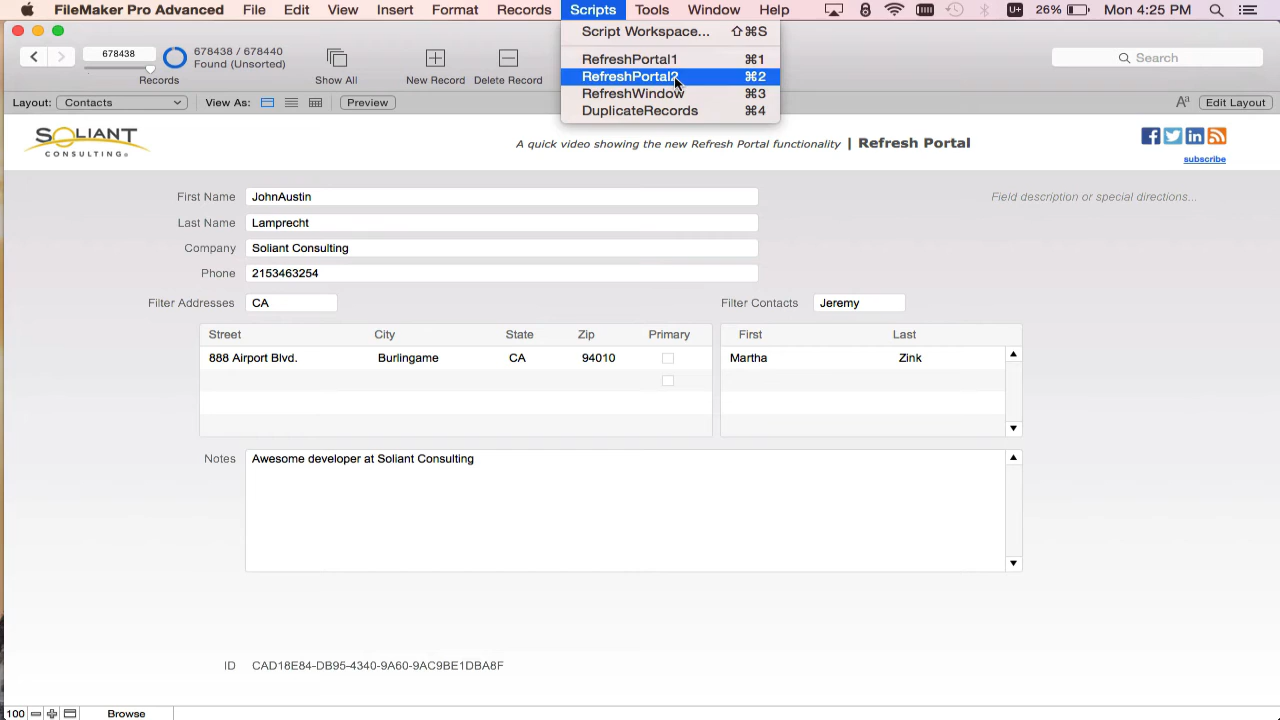 FileMaker Pro Advanced File Edit View Insert Format Records Scripts Tools Window Help 26% Mon 4:25 PM
Script Workspace... ⇧⌘S
RefreshPortal1 ⌘1
RefreshPortal2 ⌘2
RefreshWindow ⌘3
DuplicateRecords ⌘4
678438 678438 / 678440
Found (Unsorted)
Records Show All New Record Delete Record
Search
Layout: Contacts View As: Preview Aa Edit Layout
SOLIANT
CONSULTING
A quick video showing the new Refresh Portal functionality | Refresh Portal
subscribe
First Name JohnAustin
Field description or special directions...
Last Name Lamprecht
Company Soliant Consulting
Phone 2153463254
Filter Addresses CA Filter Contacts Jeremy
Street City State Zip Primary First Last
888 Airport Blvd. Burlingame CA 94010 Martha Zink
Notes Awesome developer at Soliant Consulting
ID CAD18E84-DB95-4340-9A60-9AC9BE1DBA8F
100 Browse